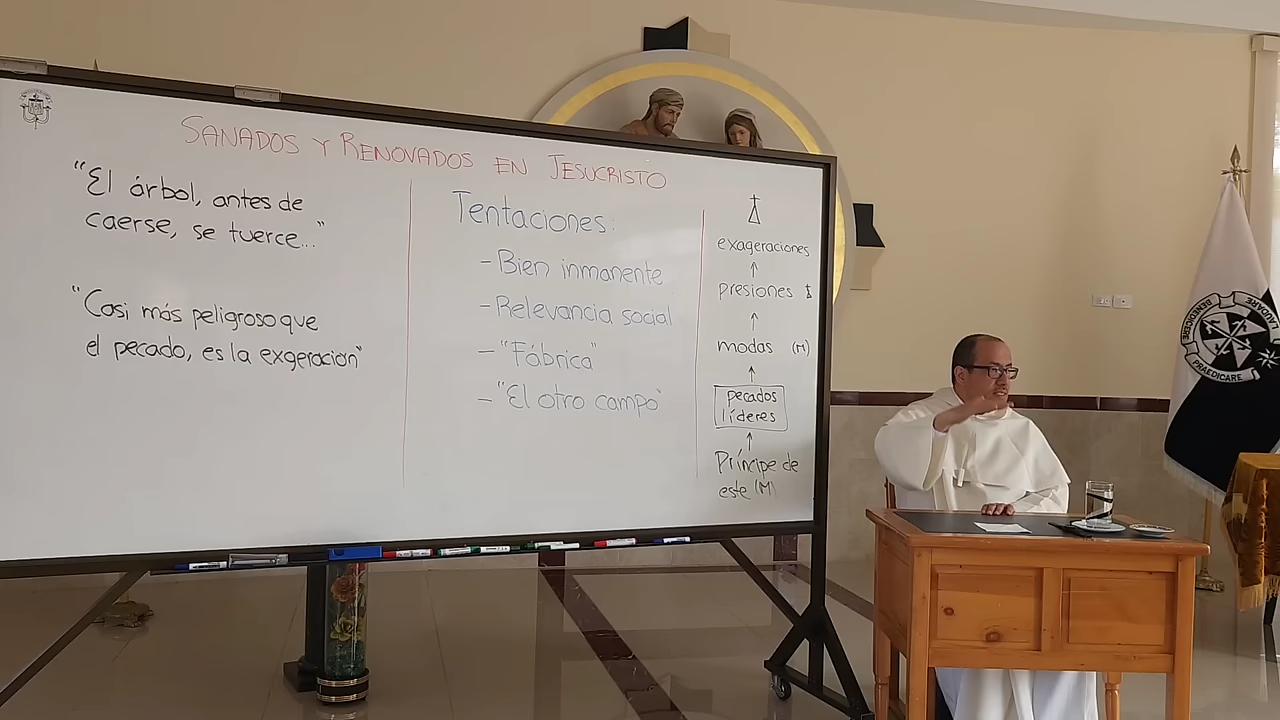 SANADOS Y RENOVADOS EN JESUCRISTO
"El árbol, antes de
caerse, se tuerce..."
"Casi más peligroso que
el pecado, es la exgeración"
Tentaciones:
- Bien inmanente
- Relevancia social
- "Fábrica"
- "El otro campo"
exageraciones
↑
presiones
↑
modas (M)
↑
pecados
líderes
↑
Príncipe de
este (M)
LAUDARE
BENEDICERE
PRAEDICARE